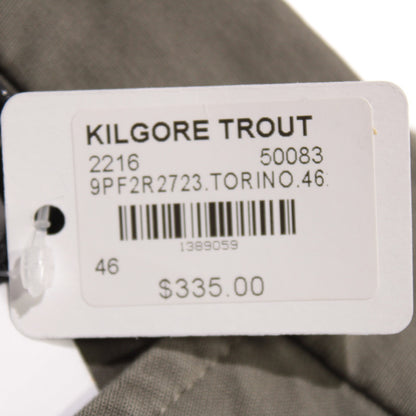 KILGORE TROUT
2216 50083
9PF2R2723.TORINO.46.
1389059
46
$335.00